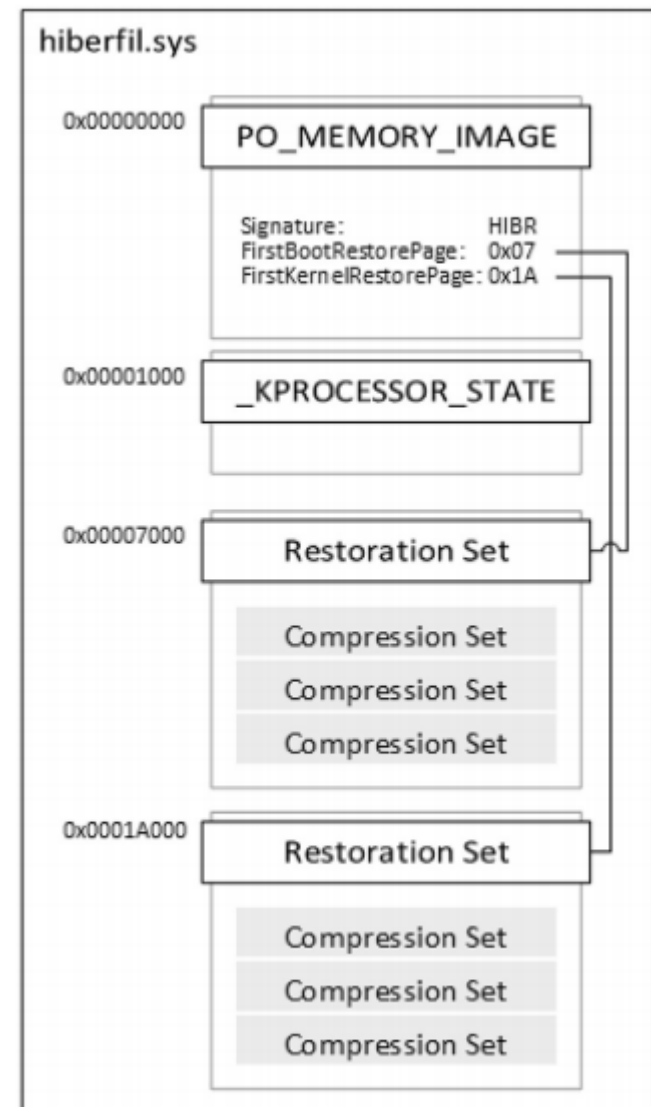 hiberfil.sys
0x00000000
PO_MEMORY_IMAGE
Signature: HIBR
FirstBootRestorePage: 0x07
FirstKernelRestorePage: 0x1A
0x00001000
_KPROCESSOR_STATE
0x00007000
Restoration Set
Compression Set
Compression Set
Compression Set
0x0001A000
Restoration Set
Compression Set
Compression Set
Compression Set